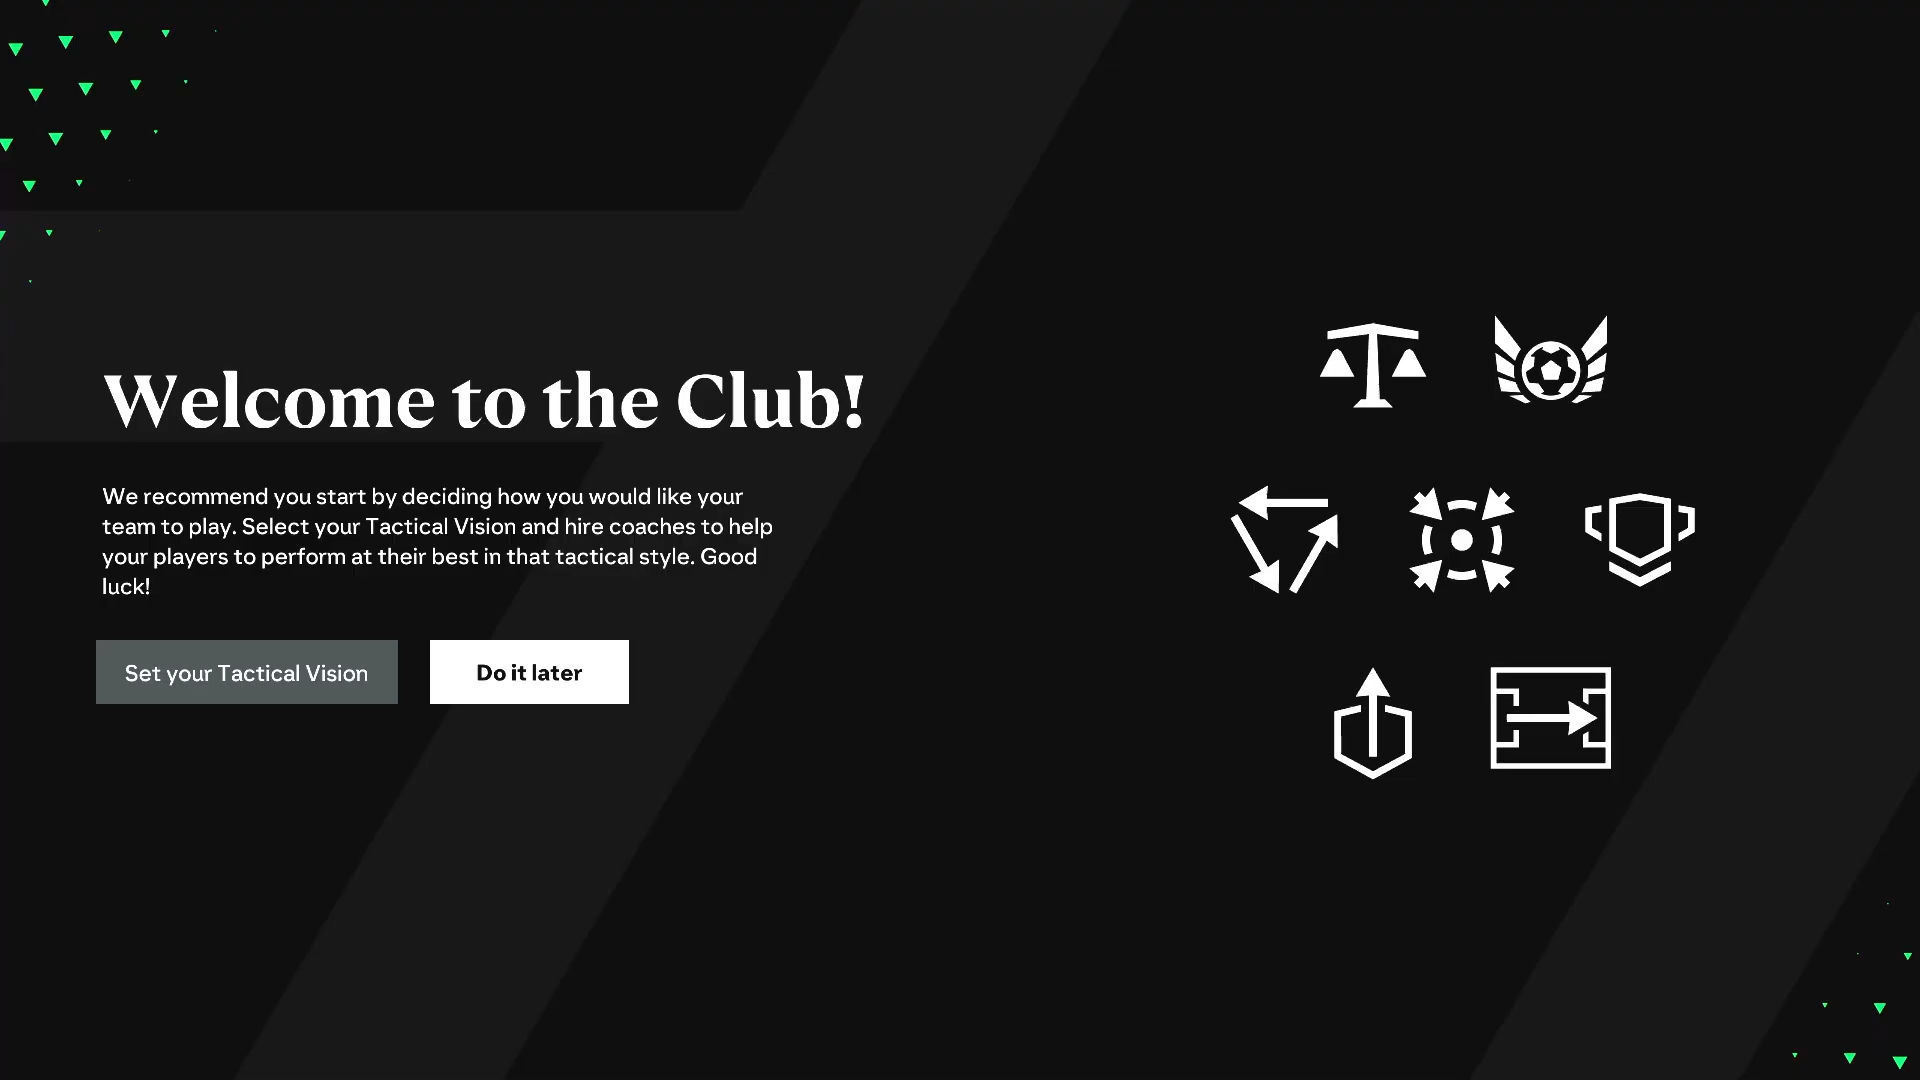 Welcome to the Club!
We recommend you start by deciding how you would like your
team to play. Select your Tactical Vision and hire coaches to help
your players to perform at their best in that tactical style. Good
luck!
Set your Tactical Vision
Do it later